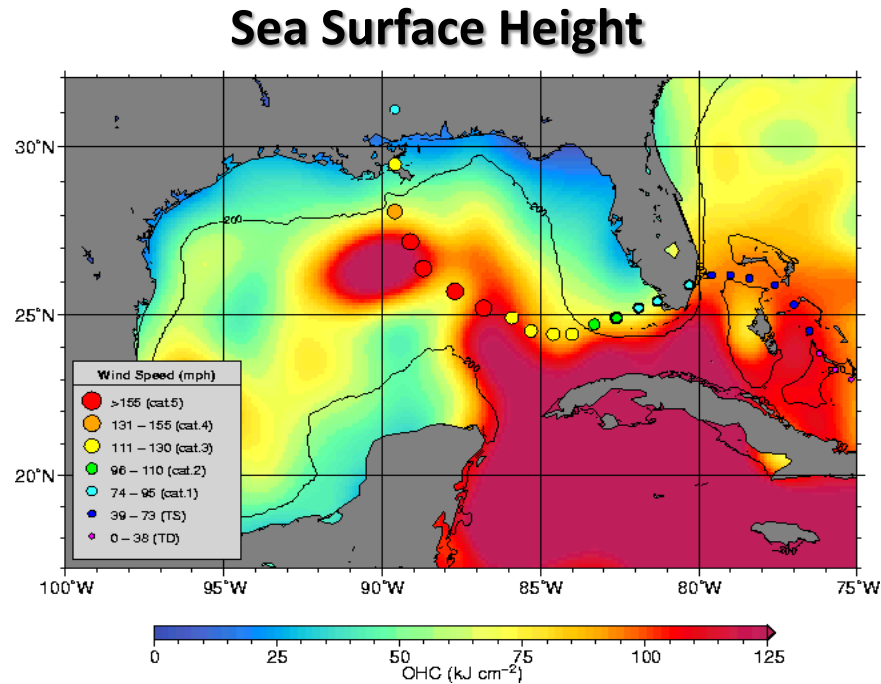 Sea Surface Height
30°N
25°N
20°N
200
200
200
200
Wind Speed (mph)
>155 (cat.5)
131 – 155 (cat.4)
111 – 130 (cat.3)
96 – 110 (cat.2)
74 – 95 (cat.1)
39 – 73 (TS)
0 – 38 (TD)
100°W 95°W 90°W 85°W 80°W 75°W
0 25 50 75 100 125
OHC (kJ cm⁻²)